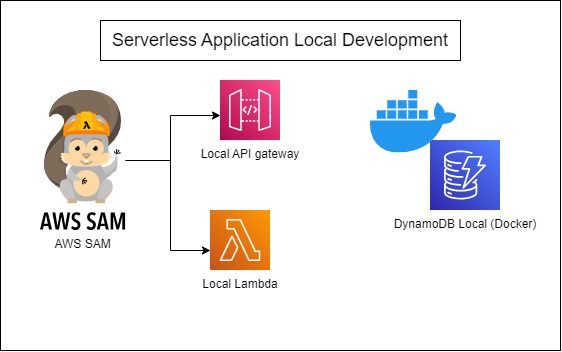 Serverless Application Local Development
AWS SAM
AWS SAM
Local API gateway
Local Lambda
DynamoDB Local (Docker)